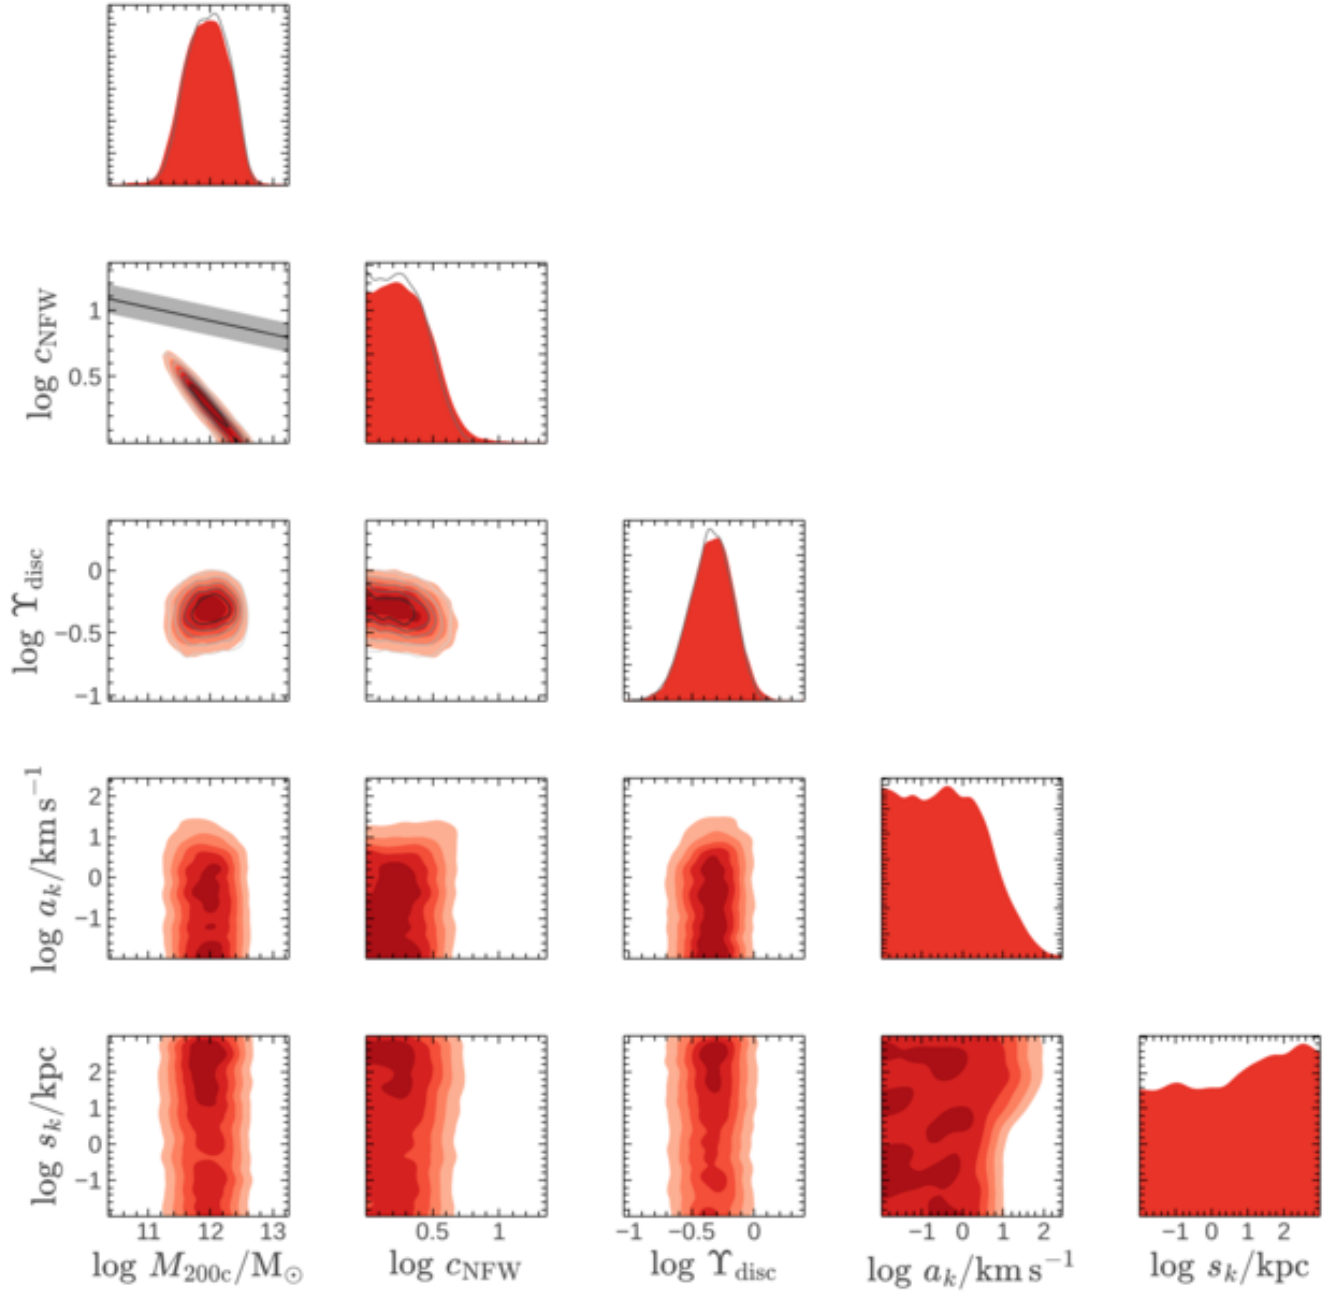 log c_NFW
1
0.5
log ϒ_disc
0
−0.5
−1
log a_k/km s⁻¹
2
1
0
−1
log s_k/kpc
2
1
0
−1
11 12 13 0.5 1 −1 −0.5 0 −1 0 1 2 −1 0 1 2
log M_200c/M_⊙ log c_NFW log ϒ_disc log a_k/km s⁻¹ log s_k/kpc